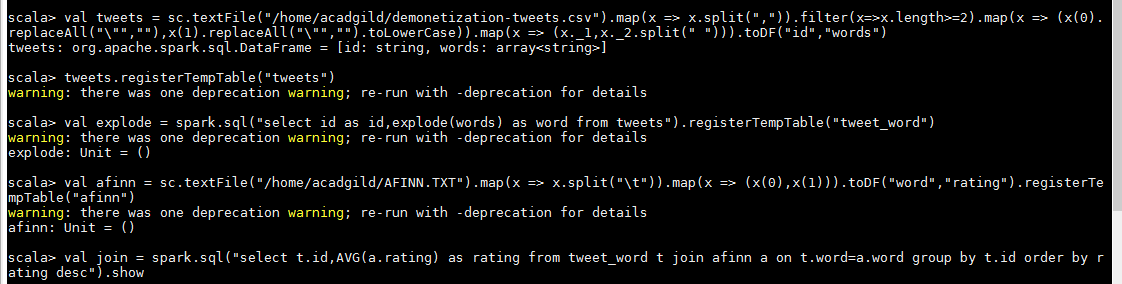 scala> val tweets = sc.textFile("/home/acadgild/demonetization-tweets.csv").map(x => x.split(",")).filter(x=>x.length>=2).map(x => (x(0).
replaceAll("\"",""),x(1).replaceAll("\"","").toLowerCase)).map(x => (x._1,x._2.split(" "))).toDF("id","words")
tweets: org.apache.spark.sql.DataFrame = [id: string, words: array<string>]
scala> tweets.registerTempTable("tweets")
warning: there was one deprecation warning; re-run with -deprecation for details
scala> val explode = spark.sql("select id as id,explode(words) as word from tweets").registerTempTable("tweet_word")
warning: there was one deprecation warning; re-run with -deprecation for details
explode: Unit = ()
scala> val afinn = sc.textFile("/home/acadgild/AFINN.TXT").map(x => x.split("\t")).map(x => (x(0),x(1))).toDF("word","rating").registerTe
mpTable("afinn")
warning: there was one deprecation warning; re-run with -deprecation for details
afinn: Unit = ()
scala> val join = spark.sql("select t.id,AVG(a.rating) as rating from tweet_word t join afinn a on t.word=a.word group by t.id order by r
ating desc").show